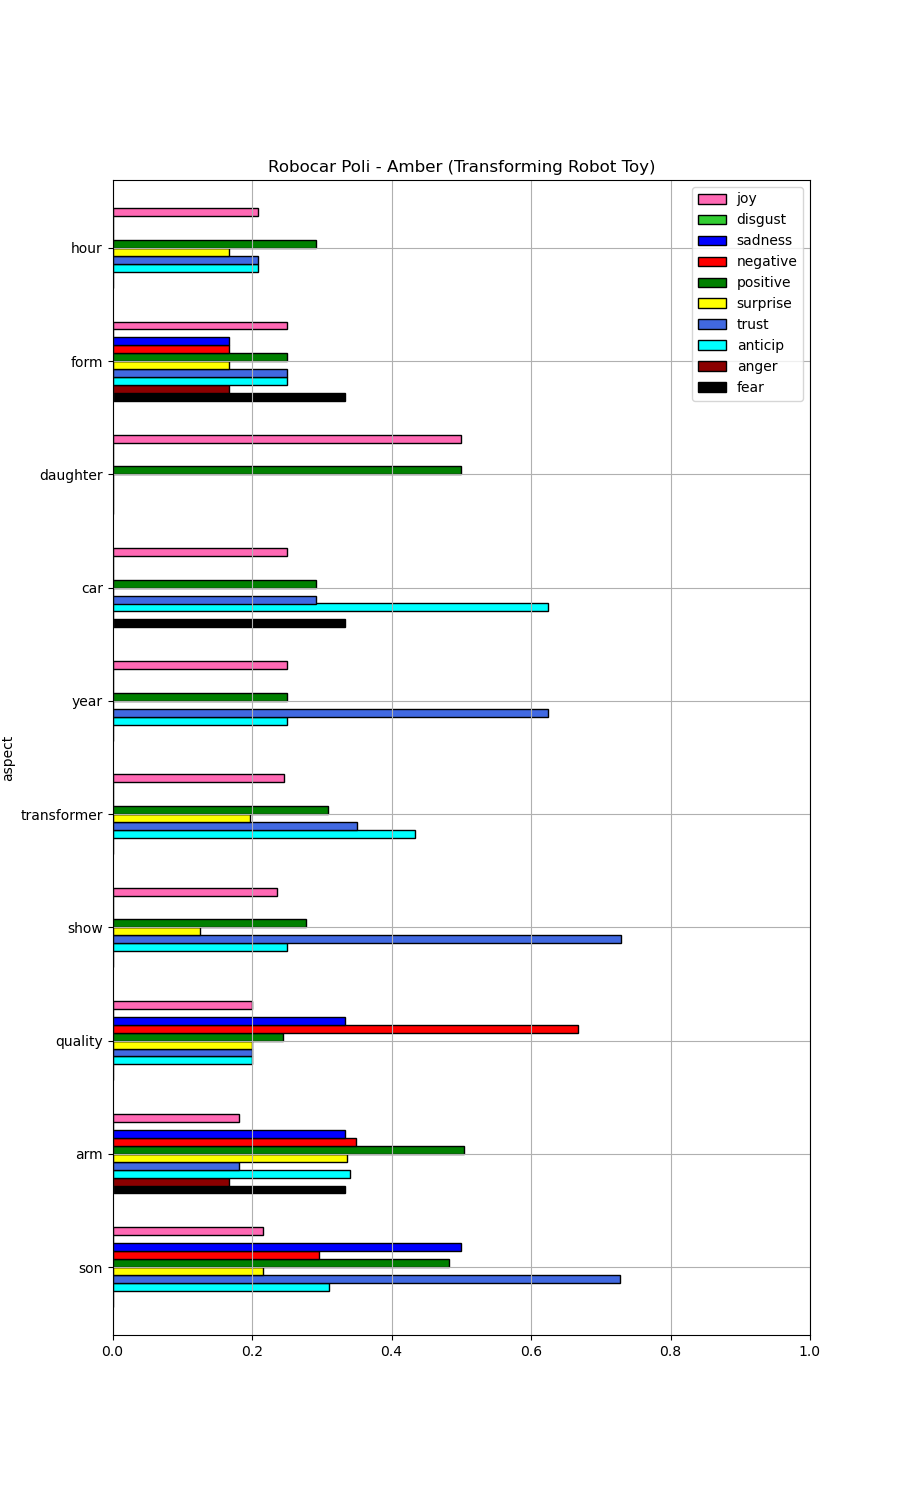 Robocar Poli - Amber (Transforming Robot Toy)
joy
disgust
sadness
negative
positive
surprise
trust
anticip
anger
fear
hour
form
daughter
car
year
transformer
show
quality
arm
son
aspect
0.0 0.2 0.4 0.6 0.8 1.0